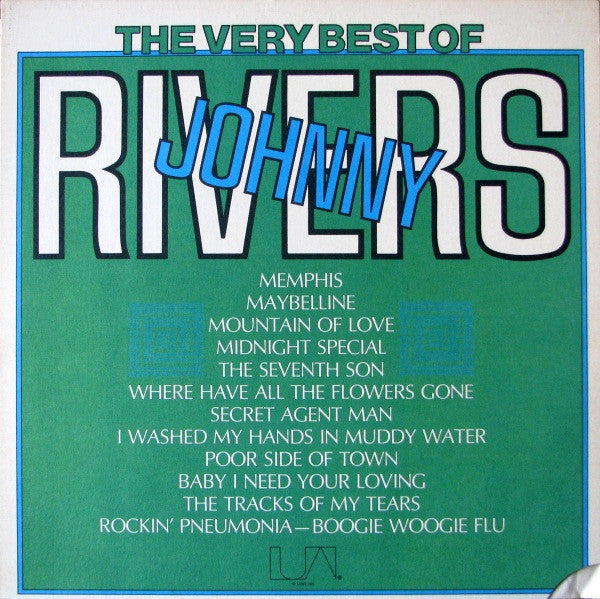 THE VERY BEST OF
JOHNNY
RIVERS
MEMPHIS
MAYBELLINE
MOUNTAIN OF LOVE
MIDNIGHT SPECIAL
THE SEVENTH SON
WHERE HAVE ALL THE FLOWERS GONE
SECRET AGENT MAN
I WASHED MY HANDS IN MUDDY WATER
POOR SIDE OF TOWN
BABY I NEED YOUR LOVING
THE TRACKS OF MY TEARS
ROCKIN' PNEUMONIA—BOOGIE WOOGIE FLU
UA®